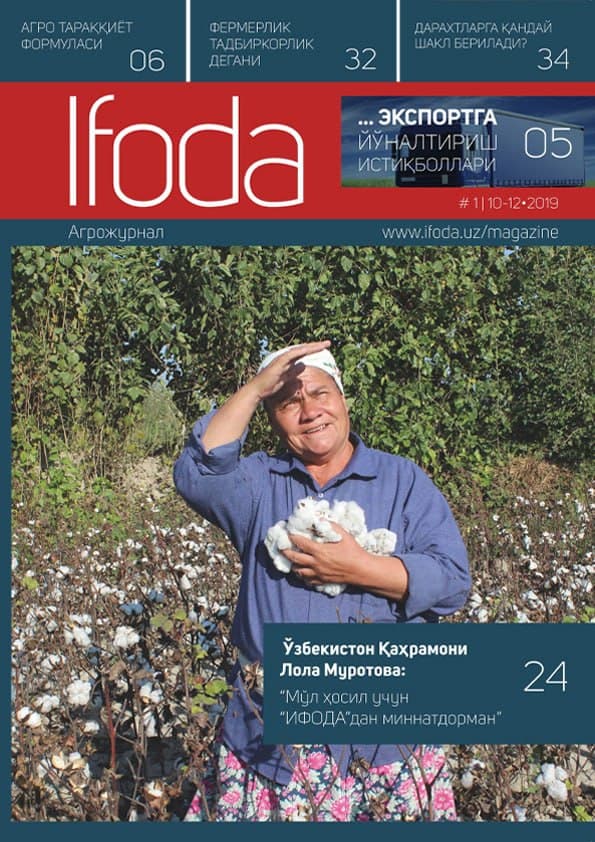 АГРО ТАРАҚҚИЁТ
ФОРМУЛАСИ
06
ФЕРМЕРЛИК
ТАДБИРКОРЛИК
ДЕГАНИ
32
ДАРАХТЛАРГА ҚАНДАЙ
ШАКЛ БЕРИЛАДИ?
34
Ifoda
... ЭКСПОРТГА
ЙЎНАЛТИРИШ
ИСТИҚБОЛЛАРИ
05
# 1 | 10-12•2019
Агрожурнал
www.ifoda.uz/magazine
Ўзбекистон Қаҳрамони
Лола Муротова:
“Мўл ҳосил учун
“ИФОДА”дан миннатдорман”
24